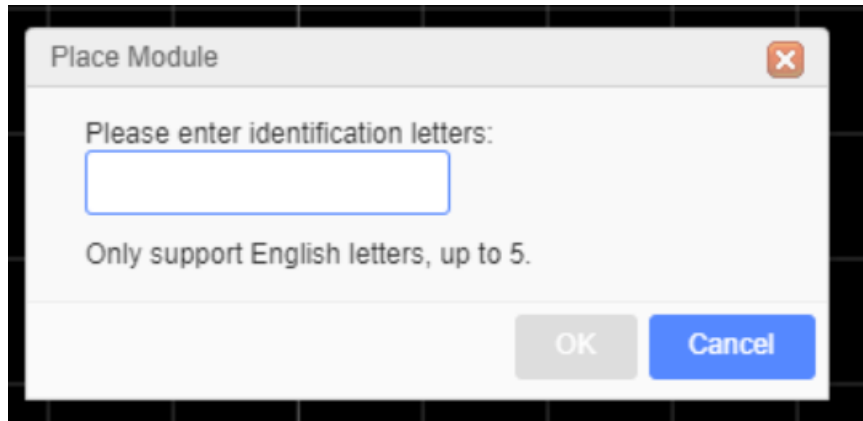 Place Module
Please enter identification letters:
Only support English letters, up to 5.
OK
Cancel